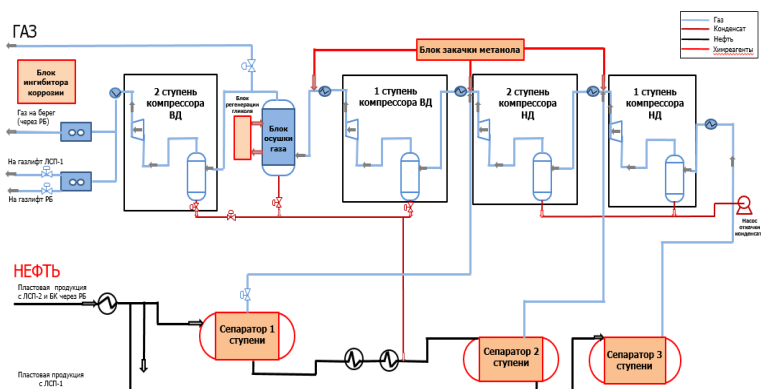 ГАЗ
Газ
Конденсат
Нефть
Химреагенты
Блок закачки метанола
Блок
ингибитора
коррозии
2 ступень
компрессора
ВД
Блок
регенерации
гликоля
Блок
осушки
газа
1 ступень
компрессора ВД
2 ступень
компрессора
НД
1 ступень
компрессора НД
Газ на берег
(через РБ)
На газлифт ЛСП-1
На газлифт РБ
Насос
откачки
конденсат
НЕФТЬ
Пластовая продукция
с ЛСП-2 и БК через РБ
Сепаратор 1
ступени
Сепаратор 2
ступени
Сепаратор 3
ступени
Пластовая продукция
с ЛСП-1